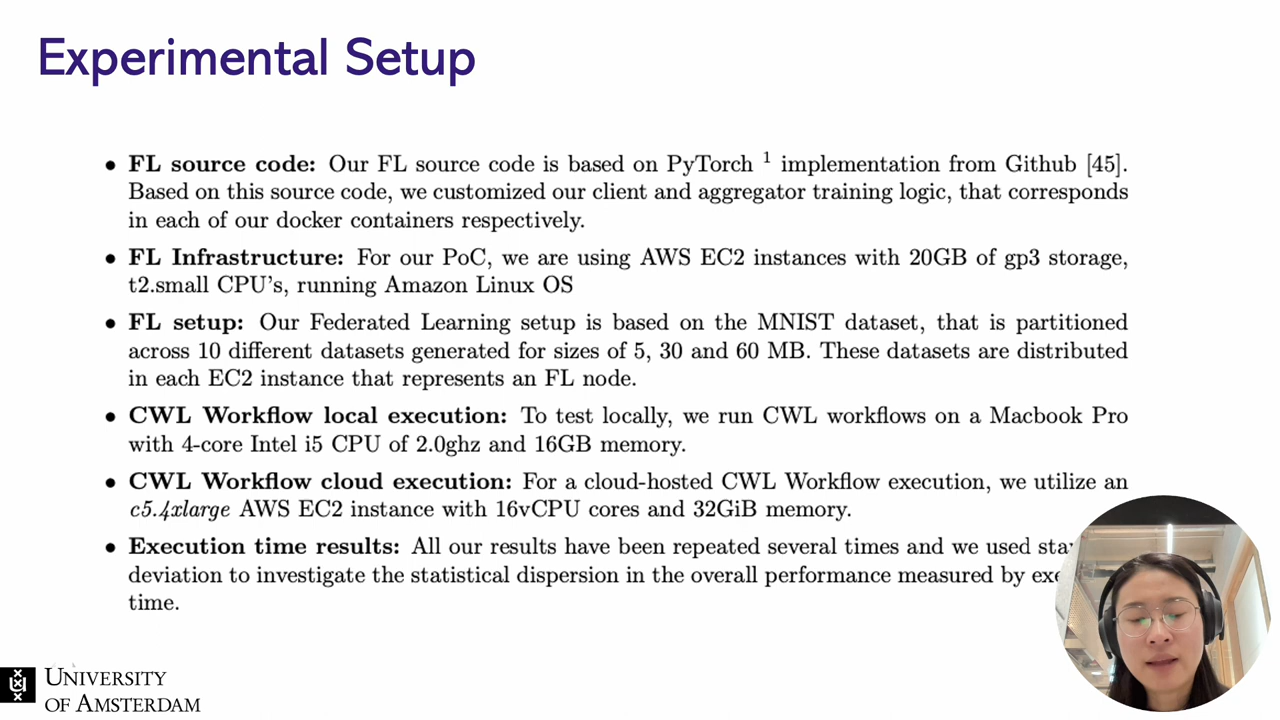 Experimental Setup
• FL source code: Our FL source code is based on PyTorch 1 implementation from Github [45].
Based on this source code, we customized our client and aggregator training logic, that corresponds
in each of our docker containers respectively.
• FL Infrastructure: For our PoC, we are using AWS EC2 instances with 20GB of gp3 storage,
t2.small CPU's, running Amazon Linux OS
• FL setup: Our Federated Learning setup is based on the MNIST dataset, that is partitioned
across 10 different datasets generated for sizes of 5, 30 and 60 MB. These datasets are distributed
in each EC2 instance that represents an FL node.
• CWL Workflow local execution: To test locally, we run CWL workflows on a Macbook Pro
with 4-core Intel i5 CPU of 2.0ghz and 16GB memory.
• CWL Workflow cloud execution: For a cloud-hosted CWL Workflow execution, we utilize an
c5.4xlarge AWS EC2 instance with 16vCPU cores and 32GiB memory.
• Execution time results: All our results have been repeated several times and we used
deviation to investigate the statistical dispersion in the overall performance measured by
time.
UNIVERSITY
OF AMSTERDAM